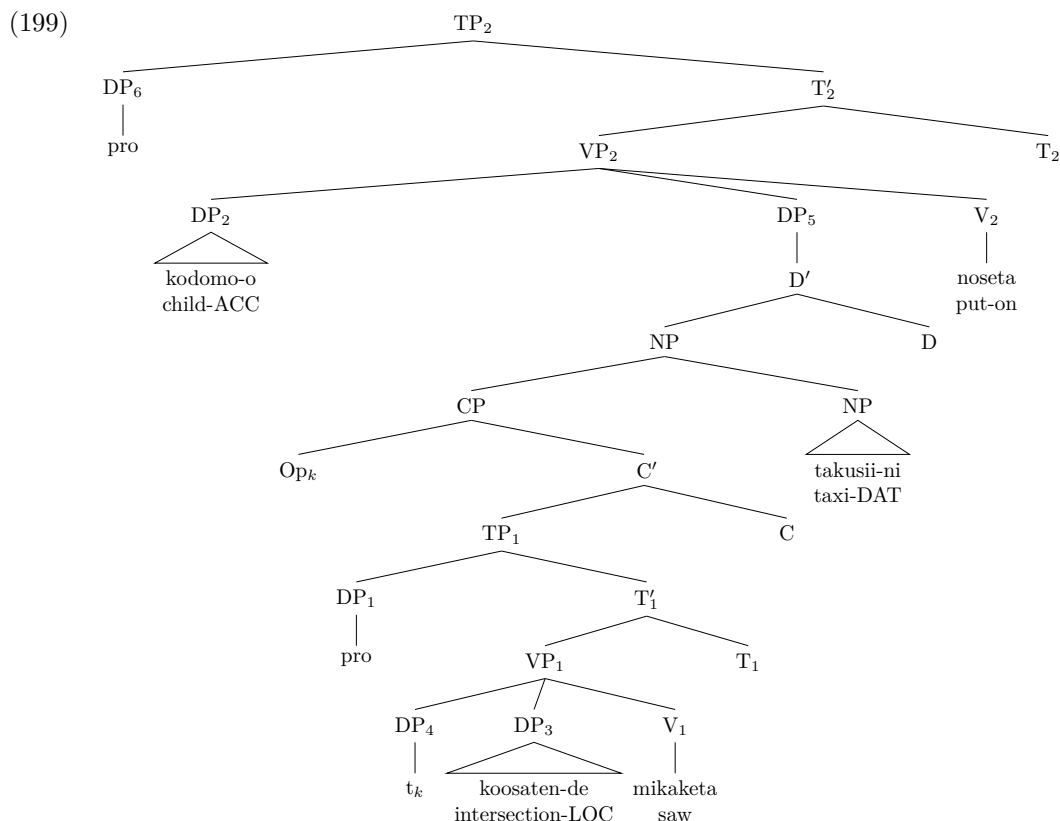 (199)
TP₂
DP₆ T′₂
pro VP₂ T₂
DP₂ DP₅ V₂
kodomo-o D′ noseta
child-ACC put-on
NP D
CP NP
Opₖ C′ takusii-ni
taxi-DAT
TP₁ C
DP₁ T′₁
pro VP₁ T₁
DP₄ DP₃ V₁
tₖ koosaten-de mikaketa
intersection-LOC saw